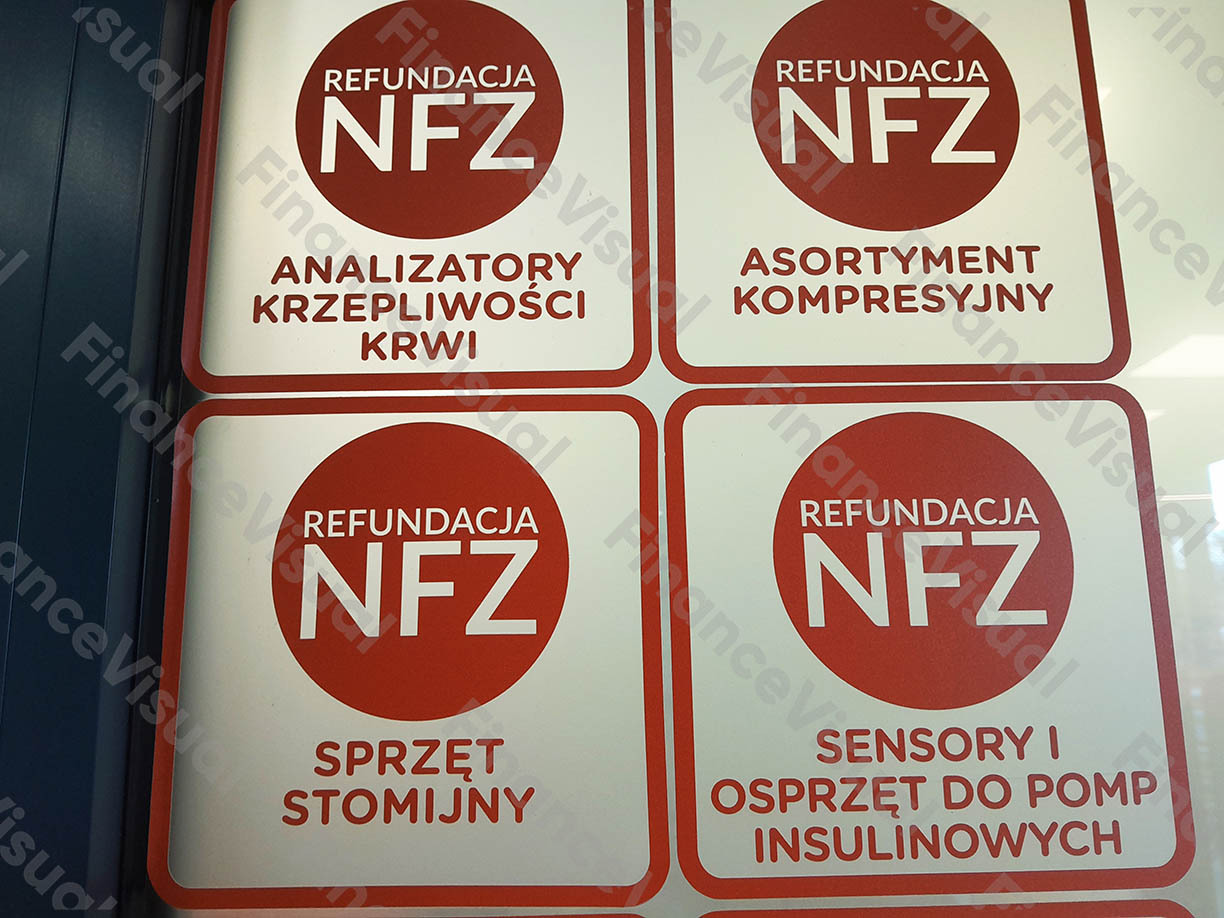 REFUNDACJA
NFZ
ANALIZATORY
KRZEPLIWOŚCI
KRWI
REFUNDACJA
NFZ
ASORTYMENT
KOMPRESYJNY
REFUNDACJA
NFZ
SPRZĘT
STOMIJNY
REFUNDACJA
NFZ
SENSORY I
OSPRZĘT DO POMP
INSULINOWYCH
FinanceVisual